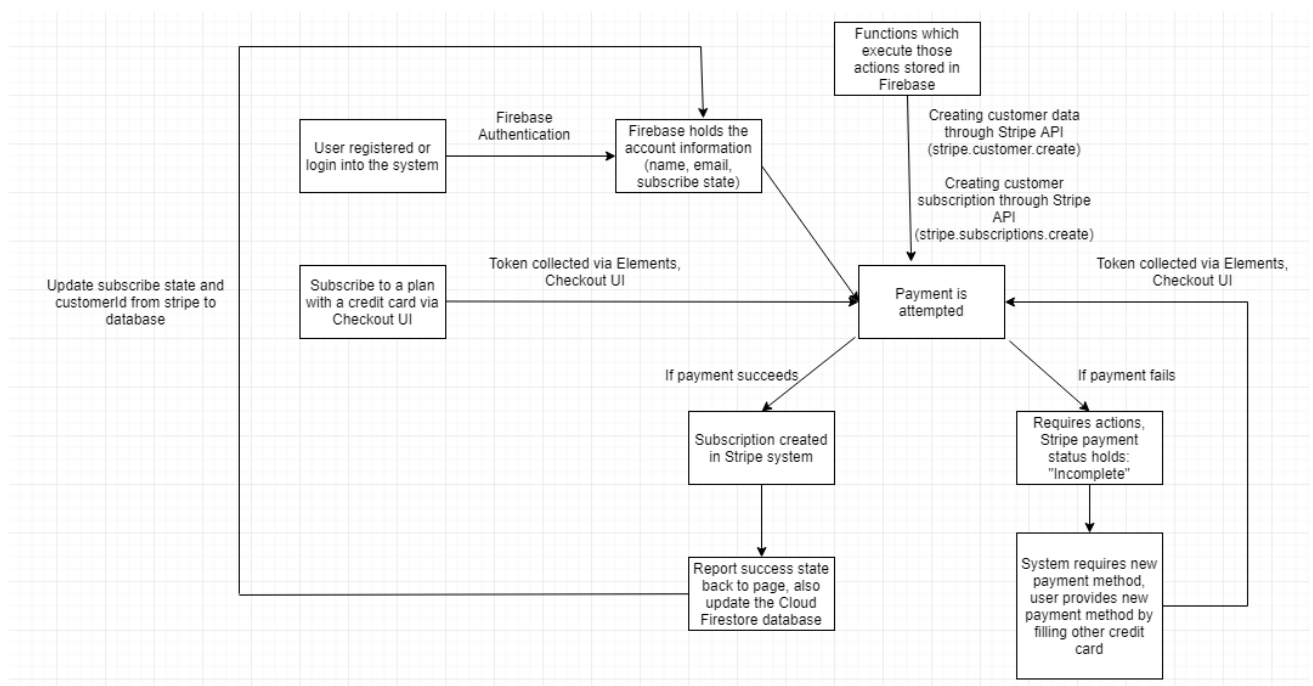 Functions which
execute those
actions stored in
Firebase
Firebase
Authentication
User registered or
login into the system
Firebase holds the
account information
(name, email,
subscribe state)
Creating customer data
through Stripe API
(stripe.customer.create)
Creating customer
subscription through Stripe
API
(stripe.subscriptions.create)
Update subscribe state and
customerId from stripe to
database
Subscribe to a plan
with a credit card via
Checkout UI
Token collected via Elements,
Checkout UI
Payment is
attempted
Token collected via Elements,
Checkout UI
If payment succeeds
If payment fails
Subscription created
in Stripe system
Requires actions,
Stripe payment
status holds:
"Incomplete"
Report success state
back to page, also
update the Cloud
Firestore database
System requires new
payment method,
user provides new
payment method by
filling other credit
card